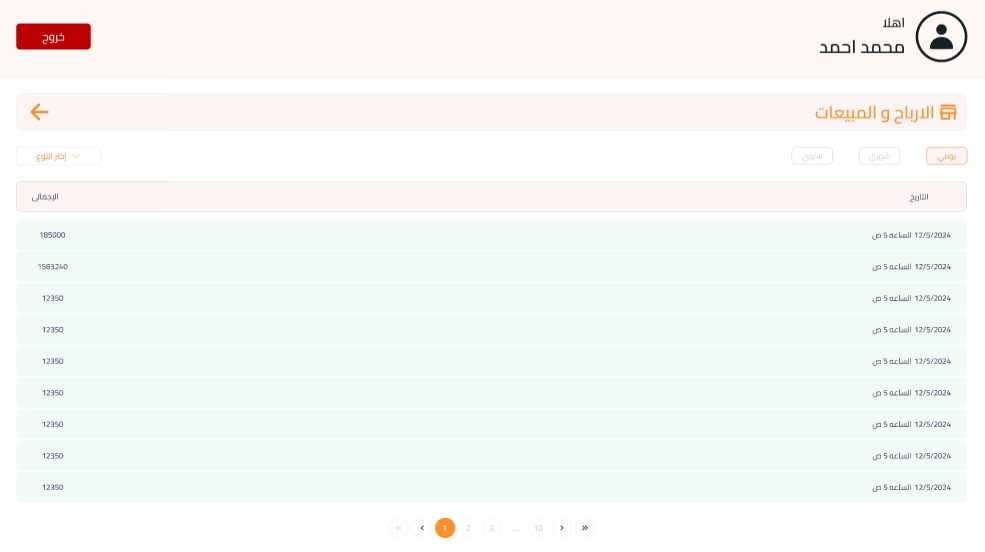 اهلا
محمد احمد
خروج
الارباح و المبيعات
يومي
شهري
سنوي
إختر النوع
التاريخ
الإجمالى
12/5/2024 الساعه 5 ص
185000
12/5/2024 الساعه 5 ص
1563240
12/5/2024 الساعه 5 ص
12350
12/5/2024 الساعه 5 ص
12350
12/5/2024 الساعه 5 ص
12350
12/5/2024 الساعه 5 ص
12350
12/5/2024 الساعه 5 ص
12350
12/5/2024 الساعه 5 ص
12350
12/5/2024 الساعه 5 ص
12350
« ‹ 1 2 3 ... 10 › »